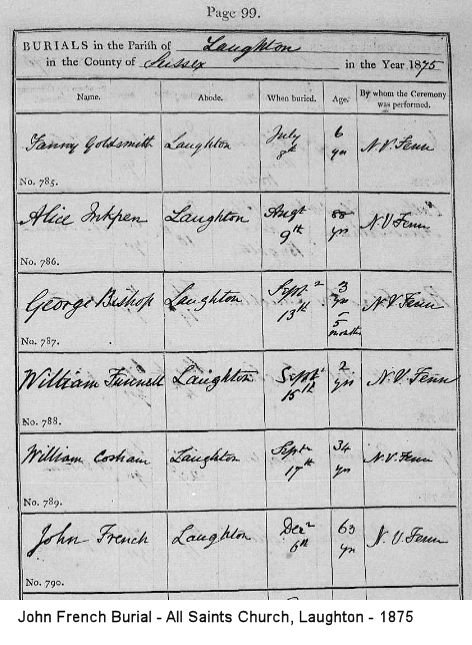 Page 99.
BURIALS in the Parish of Laughton
in the County of Sussex in the Year 1875
Name. Abode. When buried. Age. By whom the Ceremony was performed.
Fanny Goldsmith Laughton July 8th 6 yrs N. V. Fenn
No. 785.
Alice Inkpen Laughton Augt 9th 88 yrs N. V. Fenn
No. 786.
George Bishop Laughton Septr 13th 3 yrs 5 months N. V. Fenn
No. 787.
William Funnell Laughton Septr 15th 2 yrs N. V. Fenn
No. 788.
William Cosham Laughton Septr 17th 34 yrs N. V. Fenn
No. 789.
John French Laughton Decr 6th 63 yrs N. V. Fenn
No. 790.
John French Burial - All Saints Church, Laughton - 1875